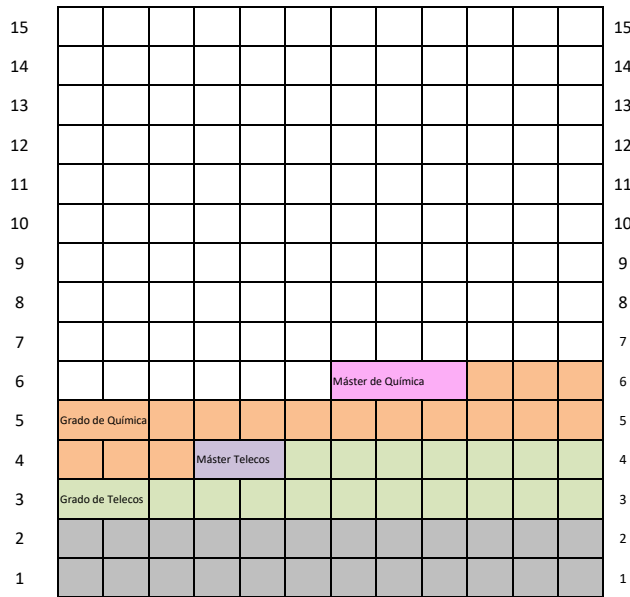 15 15
14 14
13 13
12 12
11 11
10 10
9 9
8 8
7 7
6 Máster de Química 6
5 Grado de Química 5
4 Máster Telecos 4
3 Grado de Telecos 3
2 2
1 1